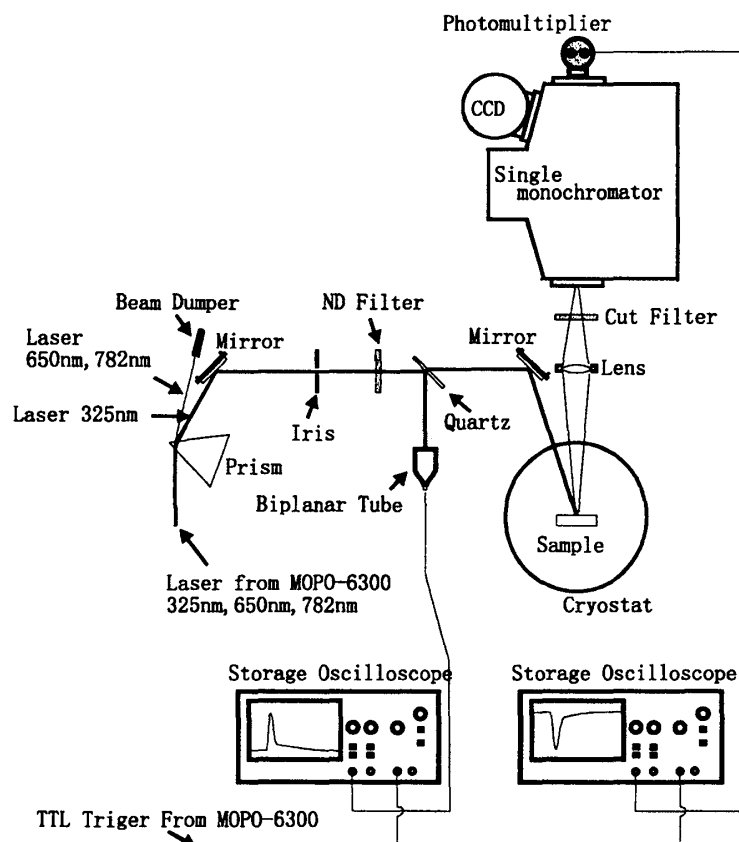 Photomultiplier
CCD
Single
monochromator
Beam Dumper
ND Filter
Cut Filter
Laser
650nm, 782nm
Mirror
Mirror
Lens
Laser 325nm
Iris
Quartz
Prism
Biplanar Tube
Sample
Laser from MOPO-6300
325nm, 650nm, 782nm
Cryostat
Storage Oscilloscope
Storage Oscilloscope
TTL Triger From MOPO-6300